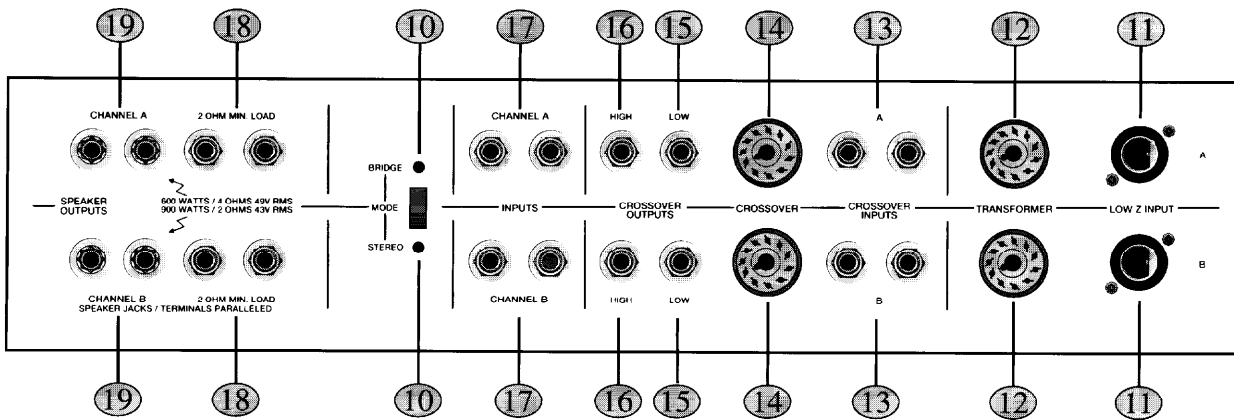 19 18 10 17 16 15 14 13 12 11
CHANNEL A 2 OHM MIN. LOAD CHANNEL A HIGH LOW A
BRIDGE A
SPEAKER OUTPUTS
600 WATTS / 4 OHMS 49V RMS
900 WATTS / 2 OHMS 43V RMS
MODE
INPUTS
CROSSOVER OUTPUTS
CROSSOVER
CROSSOVER INPUTS
TRANSFORMER
LOW Z INPUT
STEREO B
CHANNEL B 2 OHM MIN. LOAD CHANNEL B HIGH LOW B
SPEAKER JACKS / TERMINALS PARALLELED
19 18 10 17 16 15 14 13 12 11